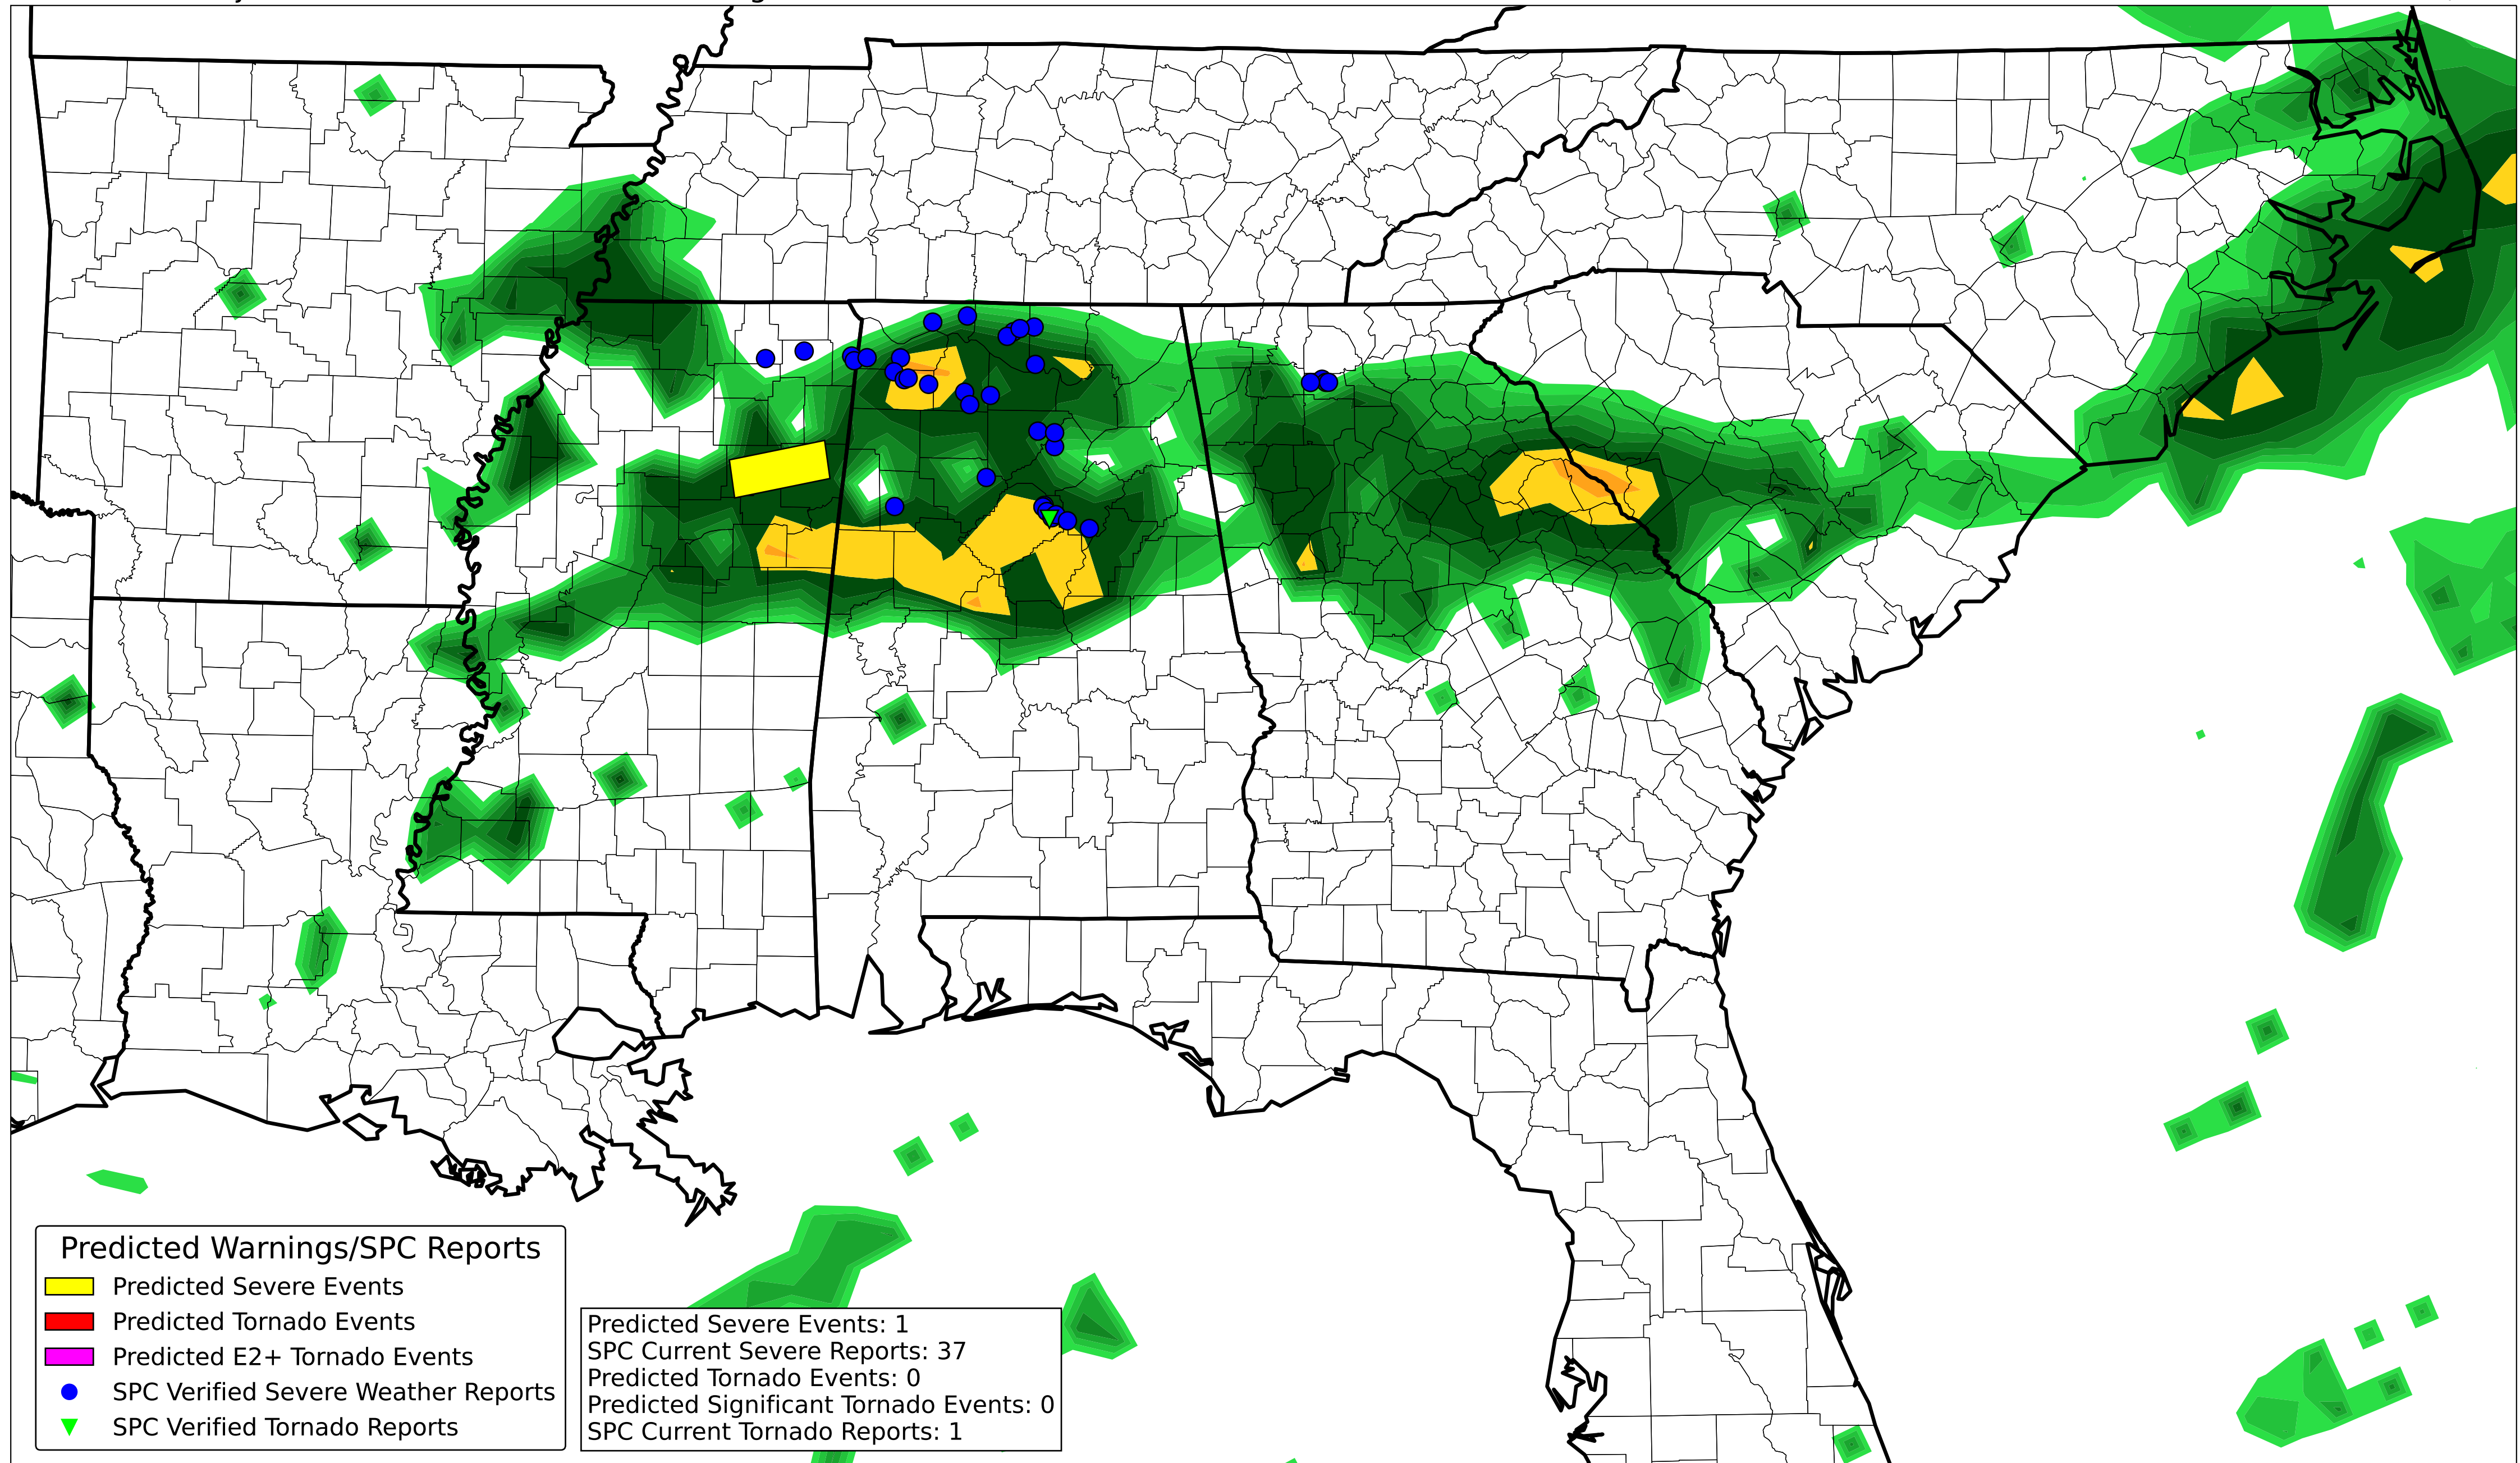 Predicted Warnings/SPC Reports
Predicted Severe Events
Predicted Tornado Events
Predicted E2+ Tornado Events
SPC Verified Severe Weather Reports
SPC Verified Tornado Reports
Predicted Severe Events: 1
SPC Current Severe Reports: 37
Predicted Tornado Events: 0
Predicted Significant Tornado Events: 0
SPC Current Tornado Reports: 1